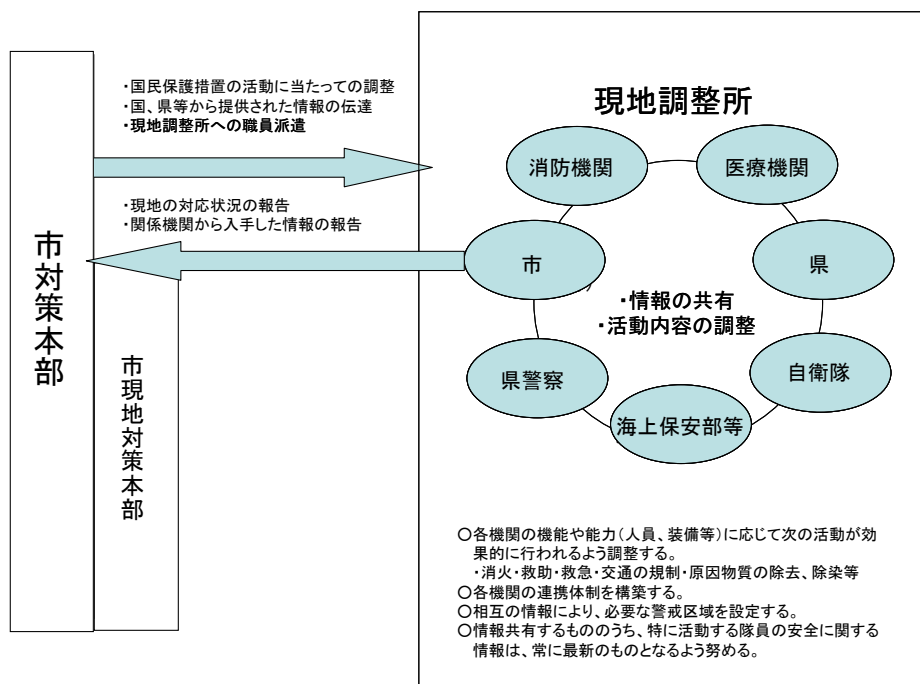 ・国民保護措置の活動に当たっての調整
・国、県等から提供された情報の伝達
・現地調整所への職員派遣
・現地の対応状況の報告
・関係機関から入手した情報の報告
市対策本部
市現地対策本部
現地調整所
消防機関
医療機関
市
県
・情報の共有
・活動内容の調整
県警察
自衛隊
海上保安部等
○各機関の機能や能力(人員、装備等)に応じて次の活動が効
果的に行われるよう調整する。
・消火・救助・救急・交通の規制・原因物質の除去、除染等
○各機関の連携体制を構築する。
○相互の情報により、必要な警戒区域を設定する。
○情報共有するもののうち、特に活動する隊員の安全に関する
情報は、常に最新のものとなるよう努める。